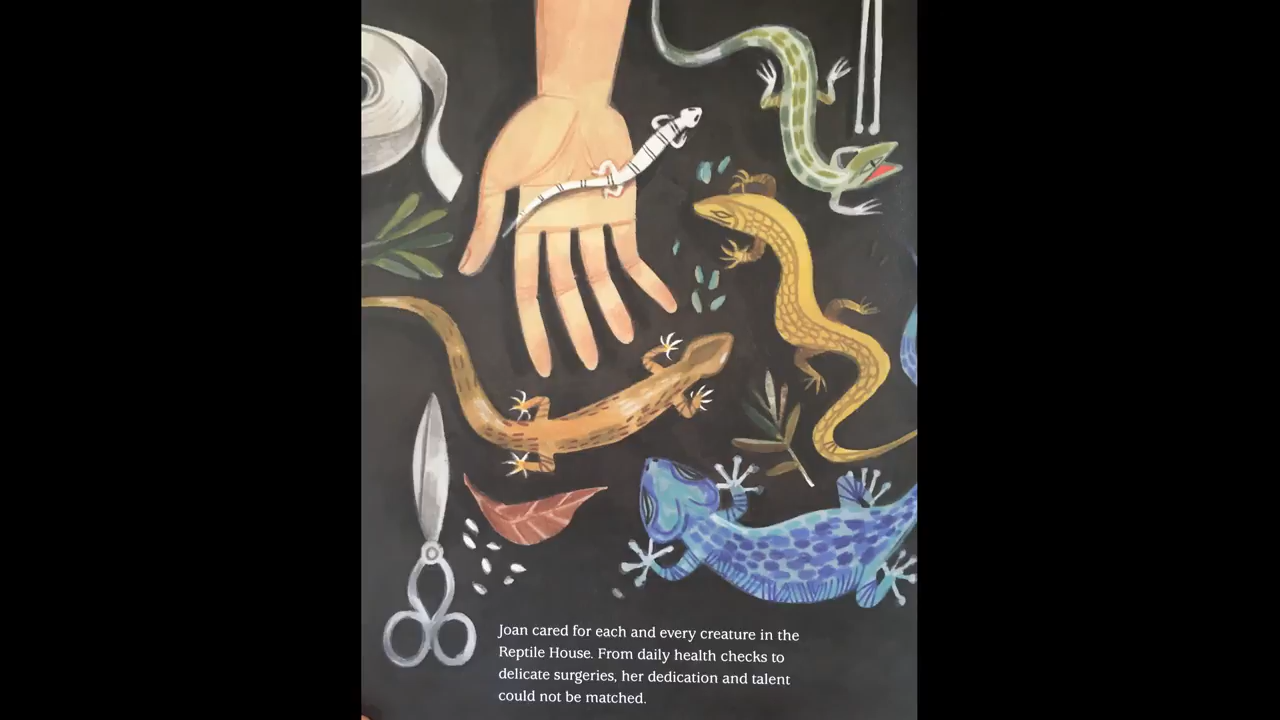 Joan cared for each and every creature in the
Reptile House. From daily health checks to
delicate surgeries, her dedication and talent
could not be matched.